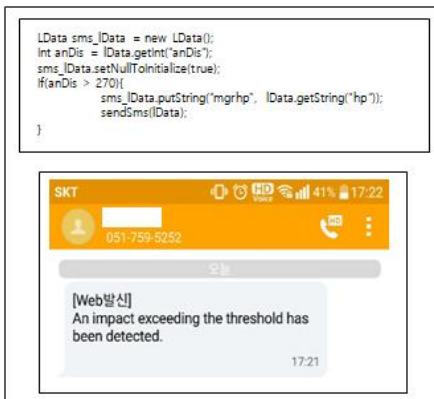 LData sms_lData = new LData();
Int anDis = lData.getInt("anDis");
sms_lData.setNullToInitialize(true);
If(anDis > 270){
sms_lData.putString("mgrhp", lData.getString("hp"));
sendSms(lData);
}
SKT HD Voice 41% 17:22
051-759-5252 HD
오늘
[Web발신]
An impact exceeding the threshold has
been detected.
17:21